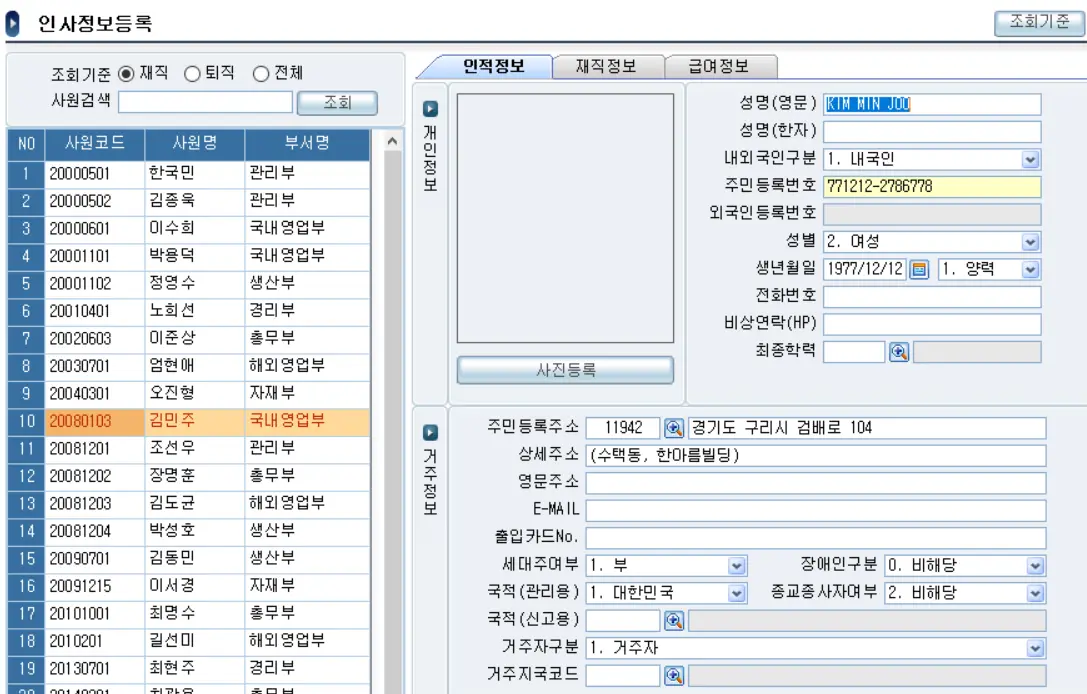 인사정보등록
조회기준
조회기준 재직 퇴직 전체
사원검색 조회
NO 사원코드 사원명 부서명
1 20000501 한국민 관리부
2 20000502 김종욱 관리부
3 20000601 이수희 국내영업부
4 20001101 박용덕 국내영업부
5 20001102 정영수 생산부
6 20010401 노희선 경리부
7 20020603 이준상 총무부
8 20030701 엄현애 해외영업부
9 20040301 오진형 자재부
10 20080103 김민주 국내영업부
11 20081201 조선우 관리부
12 20081202 장명훈 총무부
13 20081203 김도균 해외영업부
14 20081204 박성호 생산부
15 20090701 김동민 생산부
16 20091215 이서경 자재부
17 20101001 최명수 총무부
18 2010201 길선미 해외영업부
19 20130701 최현주 경리부
인적정보 재직정보 급여정보
개인정보
사진등록
성명(영문) KIM MIN JOO
성명(한자)
내외국인구분 1. 내국인
주민등록번호 771212-2786778
외국인등록번호
성별 2. 여성
생년월일 1977/12/12 1. 양력
전화번호
비상연락(HP)
최종학력
거주정보
주민등록주소 11942 경기도 구리시 검배로 104
상세주소 (수택동, 한아름빌딩)
영문주소
E-MAIL
출입카드No.
세대주여부 1. 부 장애인구분 0. 비해당
국적(관리용) 1. 대한민국 종교종사자여부 2. 비해당
국적(신고용)
거주자구분 1. 거주자
거주지국코드